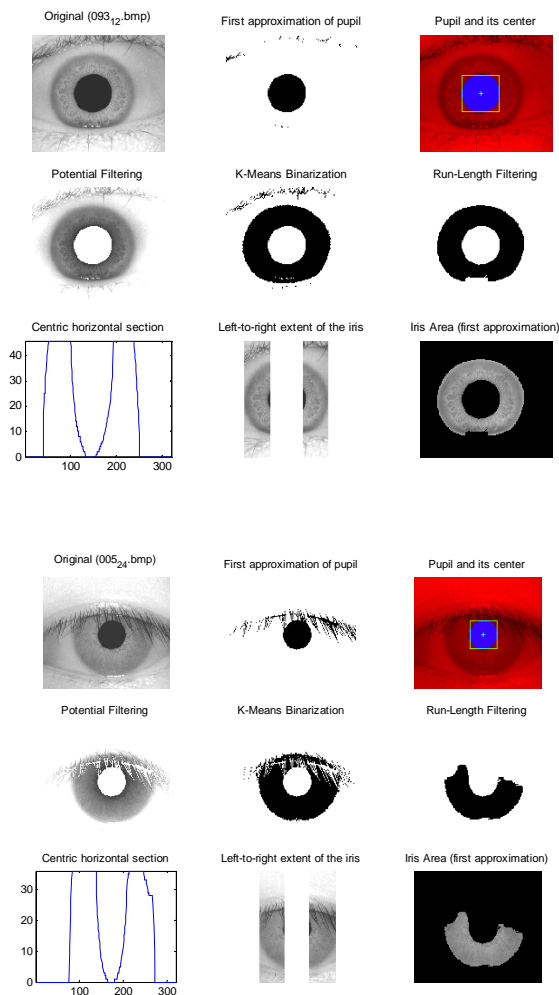 Original (093₁₂.bmp) First approximation of pupil Pupil and its center
Potential Filtering K-Means Binarization Run-Length Filtering
Centric horizontal section Left-to-right extent of the iris Iris Area (first approximation)
40
30
20
10
0
100 200 300
Original (005₂₄.bmp) First approximation of pupil Pupil and its center
Potential Filtering K-Means Binarization Run-Length Filtering
Centric horizontal section Left-to-right extent of the iris Iris Area (first approximation)
30
20
10
0
100 200 300